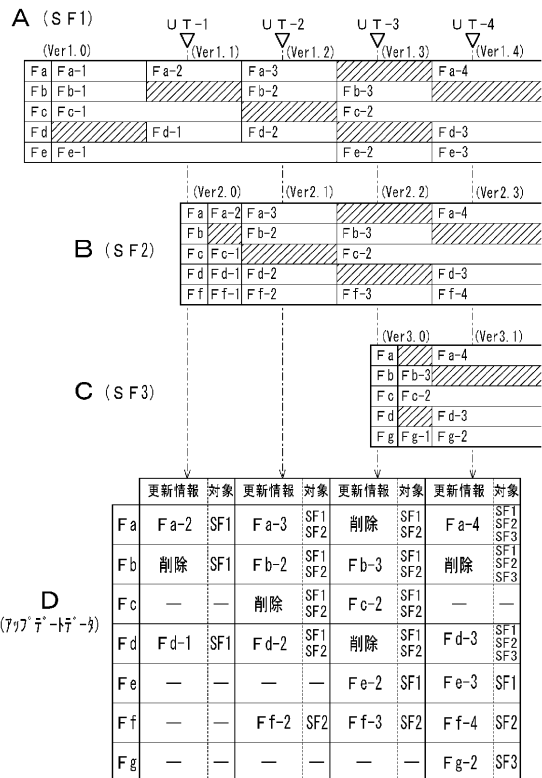 A (SF1)
UT-1 UT-2 UT-3 UT-4
(Ver1.0) (Ver1.1) (Ver1.2) (Ver1.3) (Ver1.4)
Fa Fa-1 Fa-2 Fa-3 Fa-4
Fb Fb-1 Fb-2 Fb-3
Fc Fc-1 Fc-2
Fd Fd-1 Fd-2 Fd-3
Fe Fe-1 Fe-2 Fe-3
B (SF2)
(Ver2.0) (Ver2.1) (Ver2.2) (Ver2.3)
Fa Fa-2 Fa-3 Fa-4
Fb Fb-2 Fb-3
Fc Fc-1 Fc-2
Fd Fd-1 Fd-2 Fd-3
Ff Ff-1 Ff-2 Ff-3 Ff-4
C (SF3)
(Ver3.0) (Ver3.1)
Fa Fa-4
Fb Fb-3
Fc Fc-2
Fd Fd-3
Fg Fg-1 Fg-2
D
(アップデートデータ)
更新情報 対象 更新情報 対象 更新情報 対象 更新情報 対象
Fa Fa-2 SF1 Fa-3 SF1 SF2 削除 SF1 SF2 Fa-4 SF1 SF2 SF3
Fb 削除 SF1 Fb-2 SF1 SF2 Fb-3 SF1 SF2 削除 SF1 SF2 SF3
Fc — — 削除 SF1 SF2 Fc-2 SF1 SF2 — —
Fd Fd-1 SF1 Fd-2 SF1 SF2 削除 SF1 SF2 Fd-3 SF1 SF2 SF3
Fe — — — — Fe-2 SF1 Fe-3 SF1
Ff — — Ff-2 SF2 Ff-3 SF2 Ff-4 SF2
Fg — — — — — — Fg-2 SF3